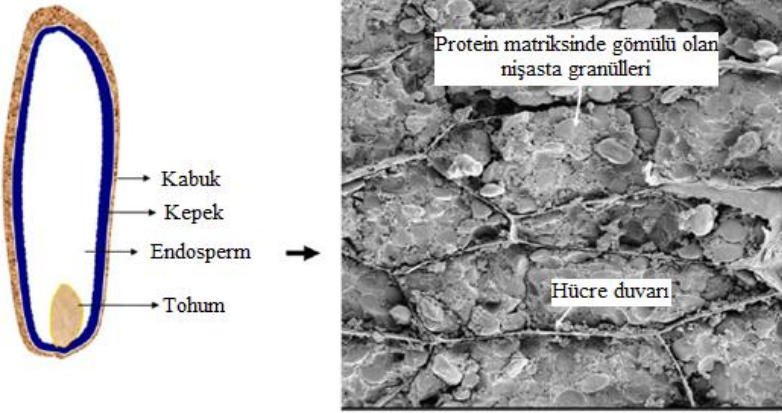 Kabuk
Kepek
Endosperm
Tohum
Protein matriksinde gömülü olan
nişasta granülleri
Hücre duvarı